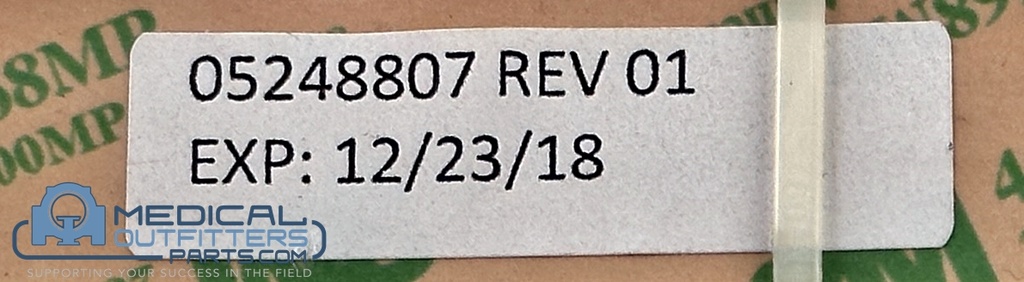 05248807 REV 01
EXP: 12/23/18
MEDICAL
OUTFITTERS
PARTS.COM
SUPPORTING YOUR SUCCESS IN THE FIELD